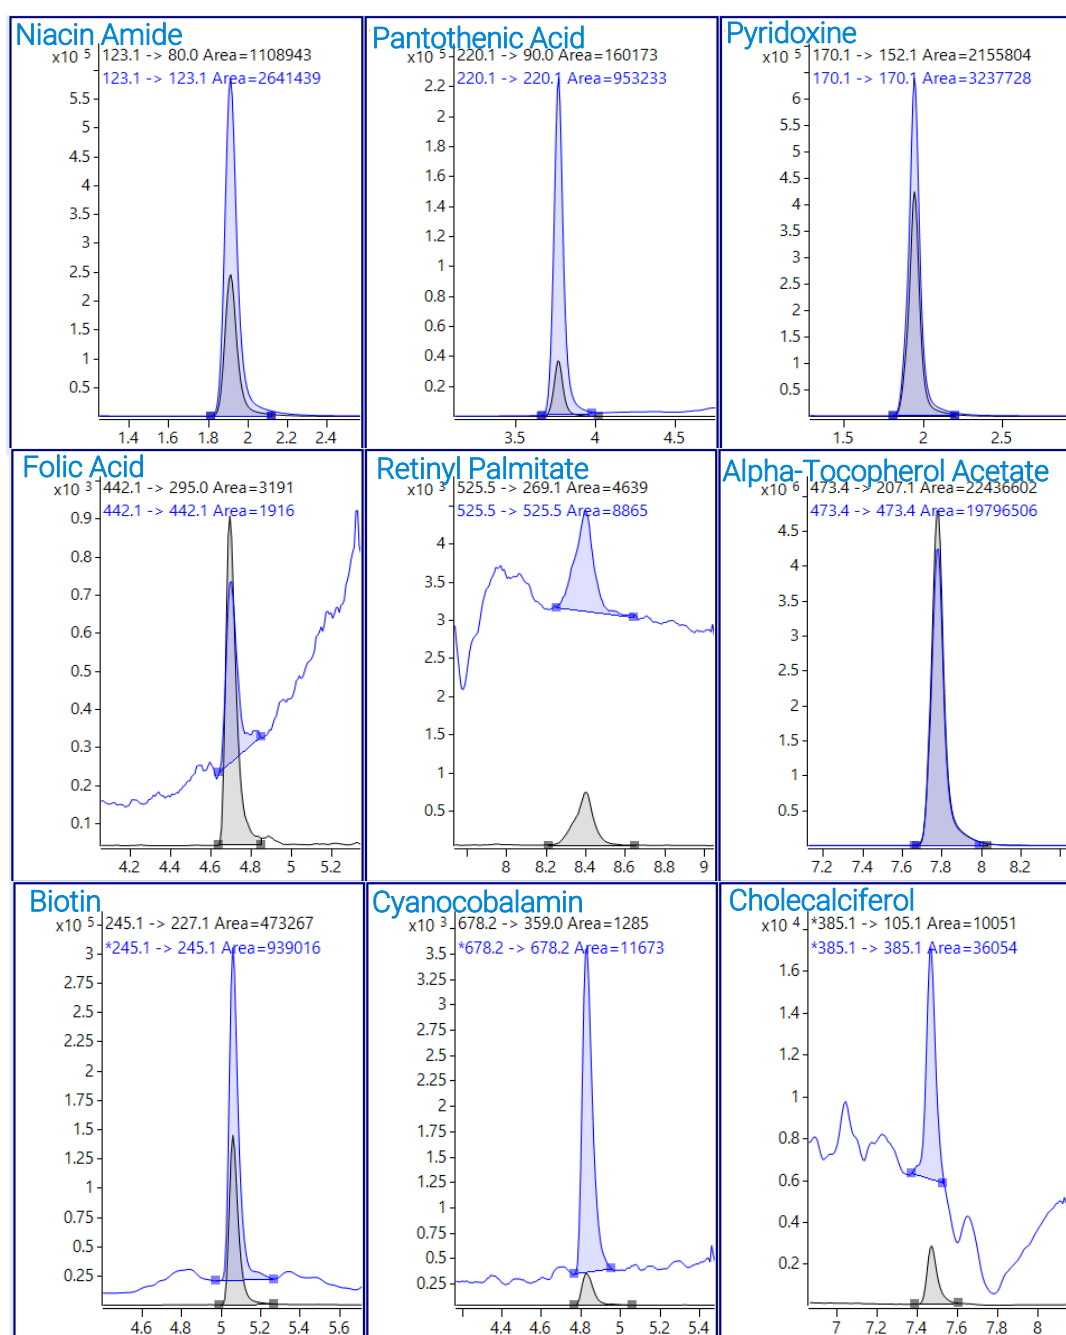 Niacin Amide
x10 5
123.1 -> 80.0 Area=1108943
123.1 -> 123.1 Area=2641439
5.5
5
4.5
4
3.5
3
2.5
2
1.5
1
0.5
1.4 1.6 1.8 2 2.2 2.4
Pantothenic Acid
x10 5
220.1 -> 90.0 Area=160173
220.1 -> 220.1 Area=953233
2.2
2
1.8
1.6
1.4
1.2
1
0.8
0.6
0.4
0.2
3.5 4 4.5
Pyridoxine
x10 5
170.1 -> 152.1 Area=2155804
170.1 -> 170.1 Area=3237728
6
5.5
5
4.5
4
3.5
3
2.5
2
1.5
1
0.5
1.5 2 2.5
Folic Acid
x10 3
442.1 -> 295.0 Area=3191
442.1 -> 442.1 Area=1916
0.9
0.8
0.7
0.6
0.5
0.4
0.3
0.2
0.1
4.2 4.4 4.6 4.8 5 5.2
Retinyl Palmitate
x10 3
525.5 -> 269.1 Area=4639
525.5 -> 525.5 Area=8865
4
3.5
3
2.5
2
1.5
1
0.5
8 8.2 8.4 8.6 8.8 9
Alpha-Tocopherol Acetate
x10 6
473.4 -> 207.1 Area=22436602
473.4 -> 473.4 Area=19796506
4.5
4
3.5
3
2.5
2
1.5
1
0.5
7.2 7.4 7.6 7.8 8 8.2
Biotin
x10 5
245.1 -> 227.1 Area=473267
*245.1 -> 245.1 Area=939016
3
2.75
2.5
2.25
2
1.75
1.5
1.25
1
0.75
0.5
0.25
4.6 4.8 5 5.2 5.4 5.6
Cyanocobalamin
x10 3
678.2 -> 359.0 Area=1285
*678.2 -> 678.2 Area=11673
3.5
3.25
3
2.75
2.5
2.25
2
1.75
1.5
1.25
1
0.75
0.5
0.25
4.4 4.6 4.8 5 5.2 5.4
Cholecalciferol
x10 4
*385.1 -> 105.1 Area=10051
*385.1 -> 385.1 Area=36054
1.6
1.4
1.2
1
0.8
0.6
0.4
0.2
7 7.2 7.4 7.6 7.8 8